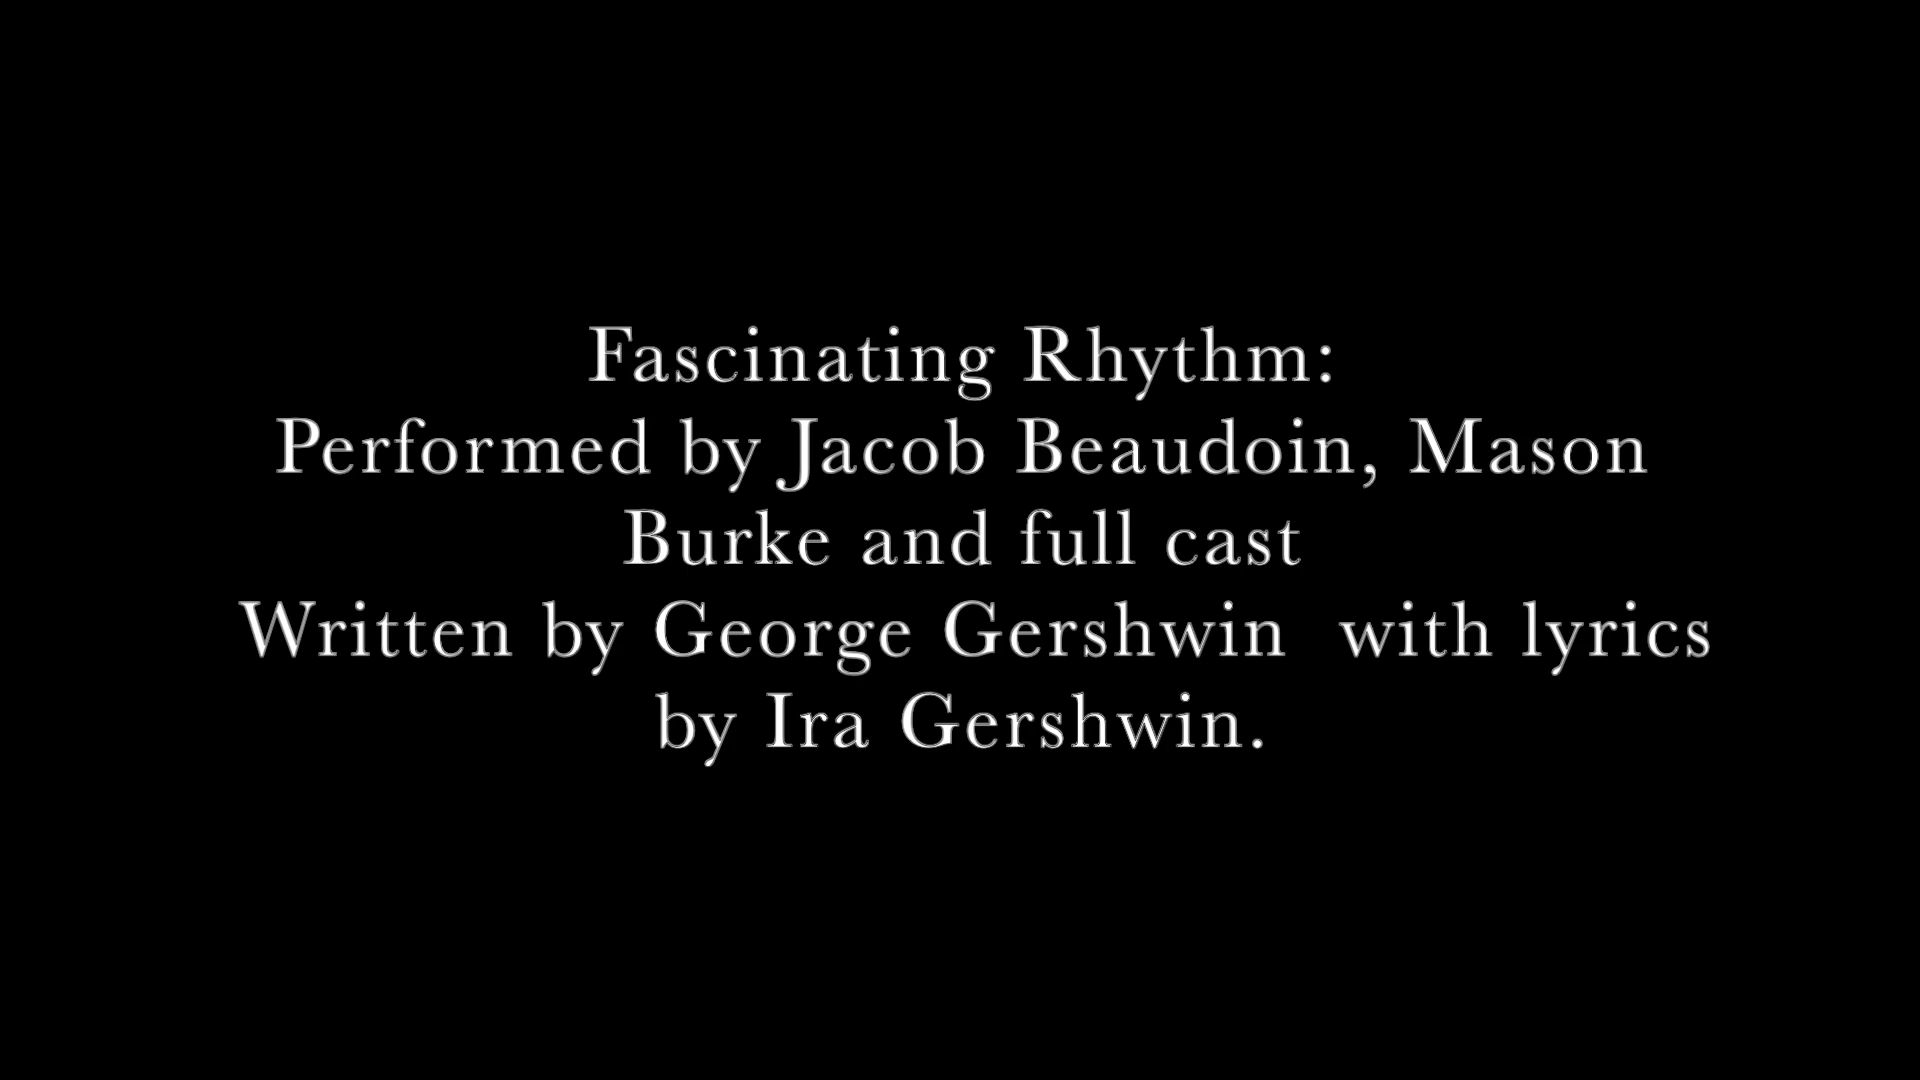 Fascinating Rhythm:
Performed by Jacob Beaudoin, Mason
Burke and full cast
Written by George Gershwin  with lyrics
by Ira Gershwin.